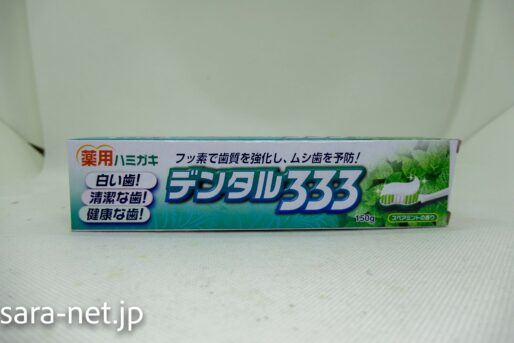 薬用ハミガキ
フッ素で歯質を強化し、ムシ歯を予防!
白い歯!
清潔な歯!
健康な歯!
デンタル333
150g
スペアミントの香り
sara-net.jp